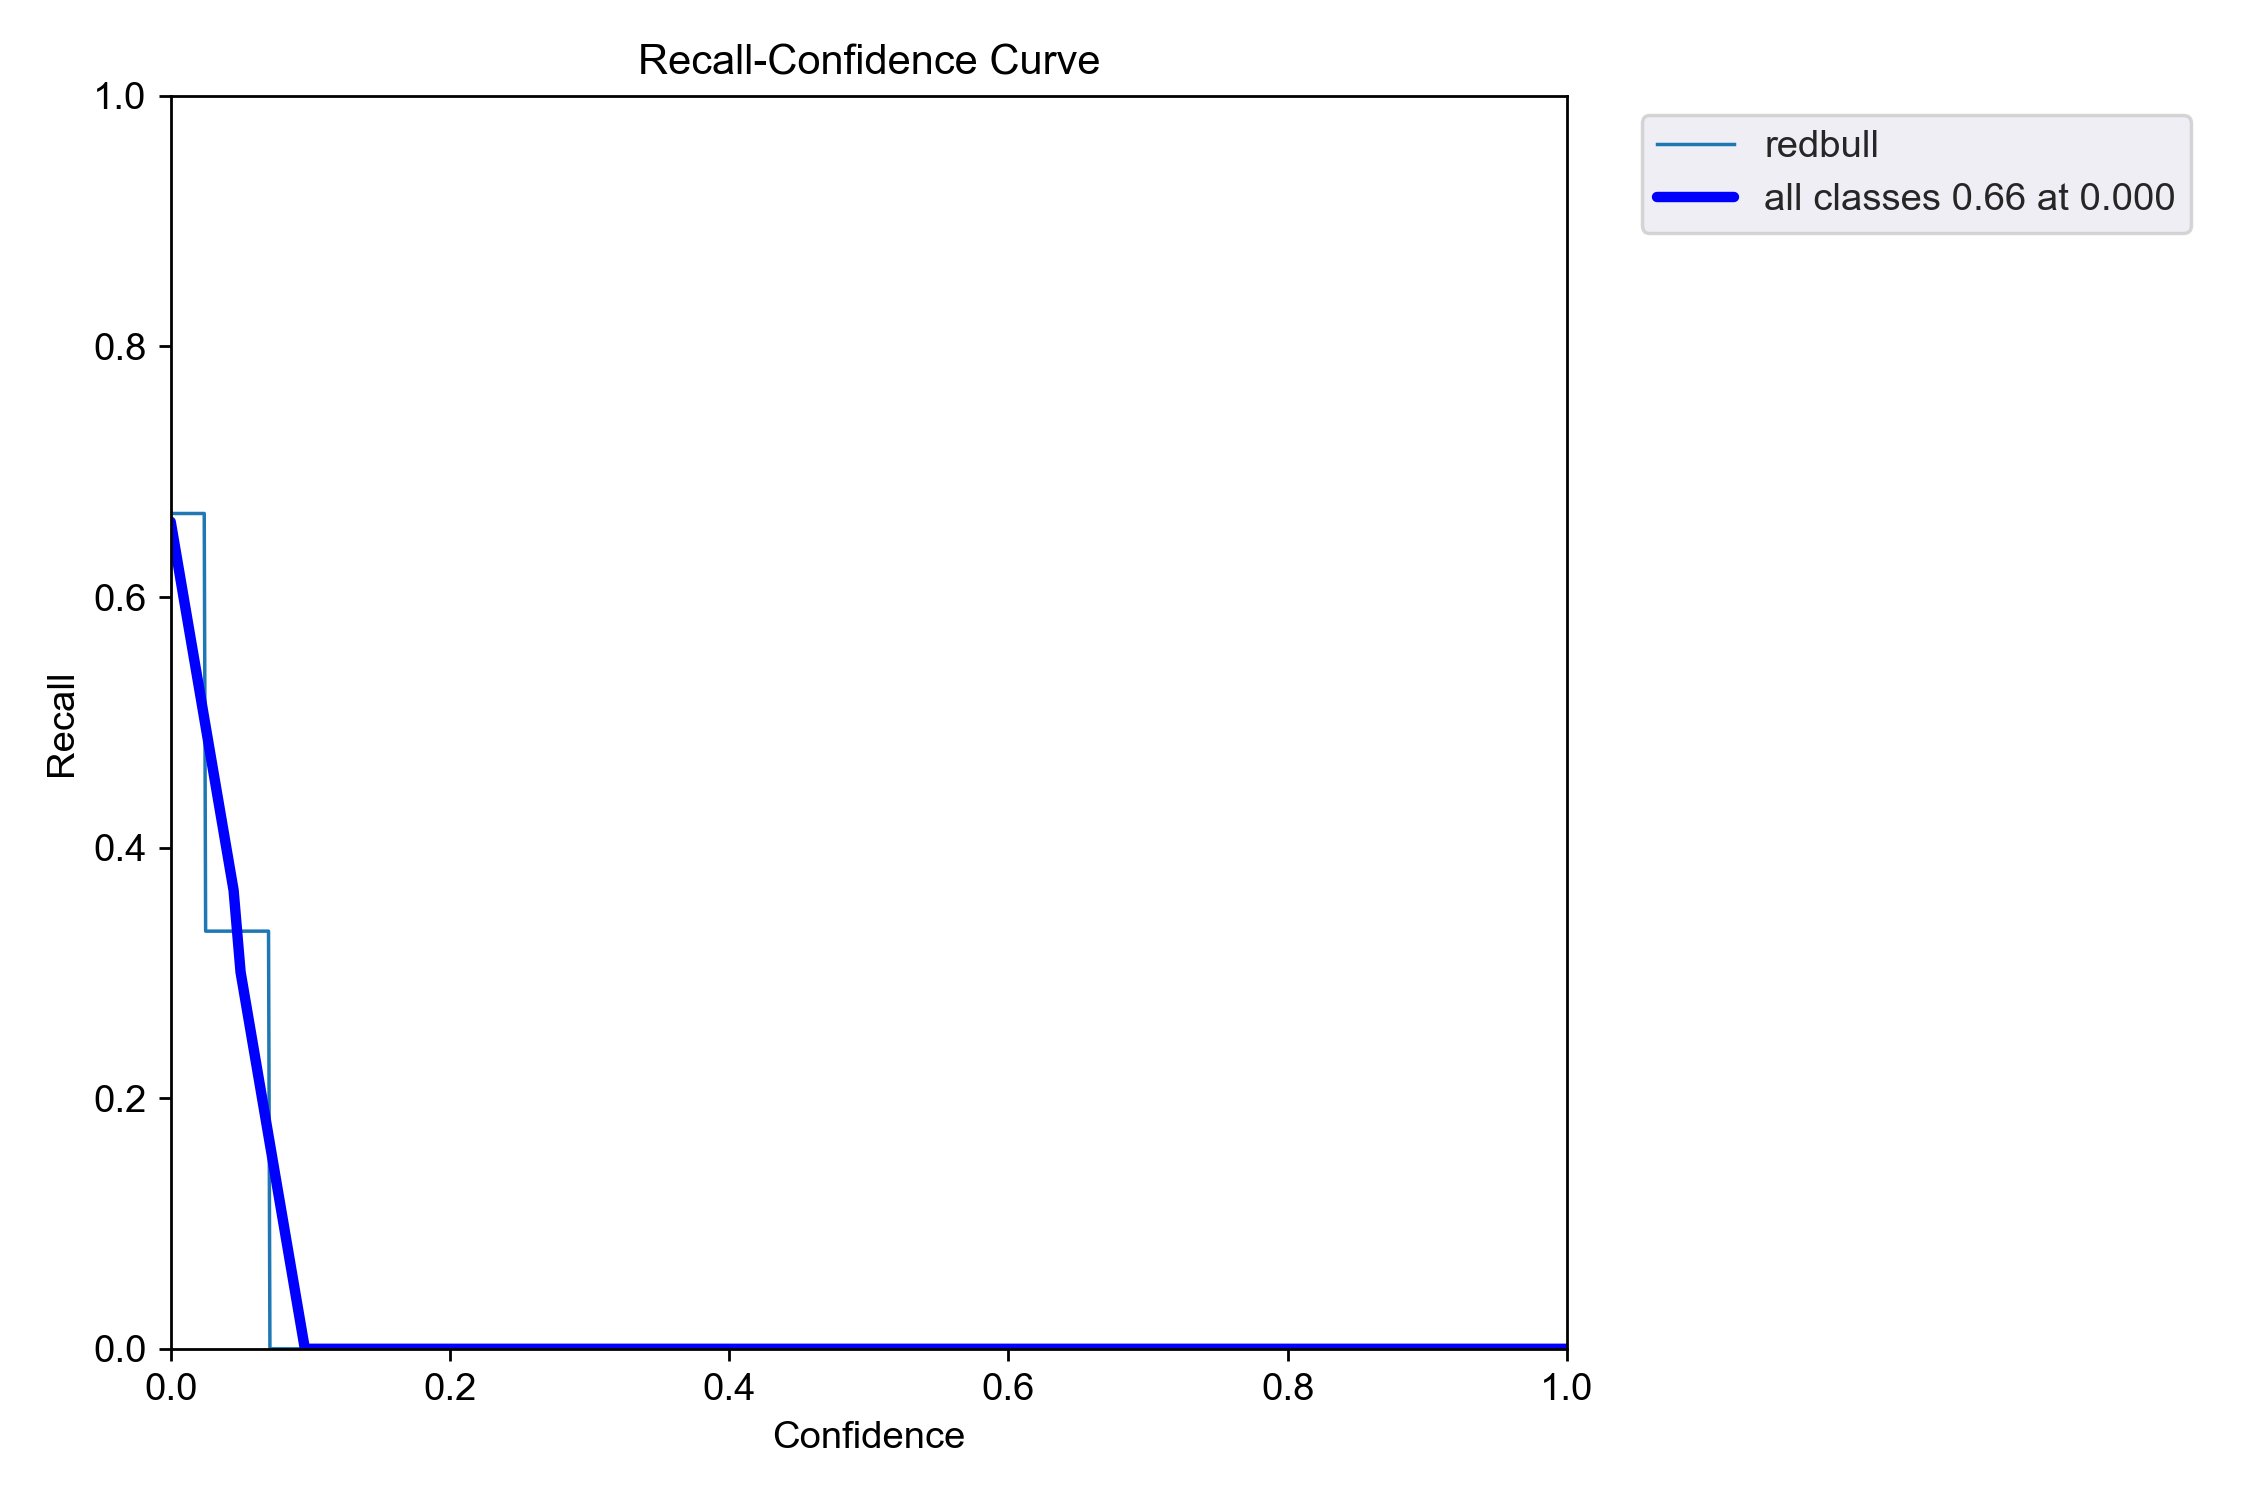 Recall-Confidence Curve
1.0
0.8
0.6
0.4
0.2
0.0
Recall
0.0 0.2 0.4 0.6 0.8 1.0
Confidence
redbull
all classes 0.66 at 0.000